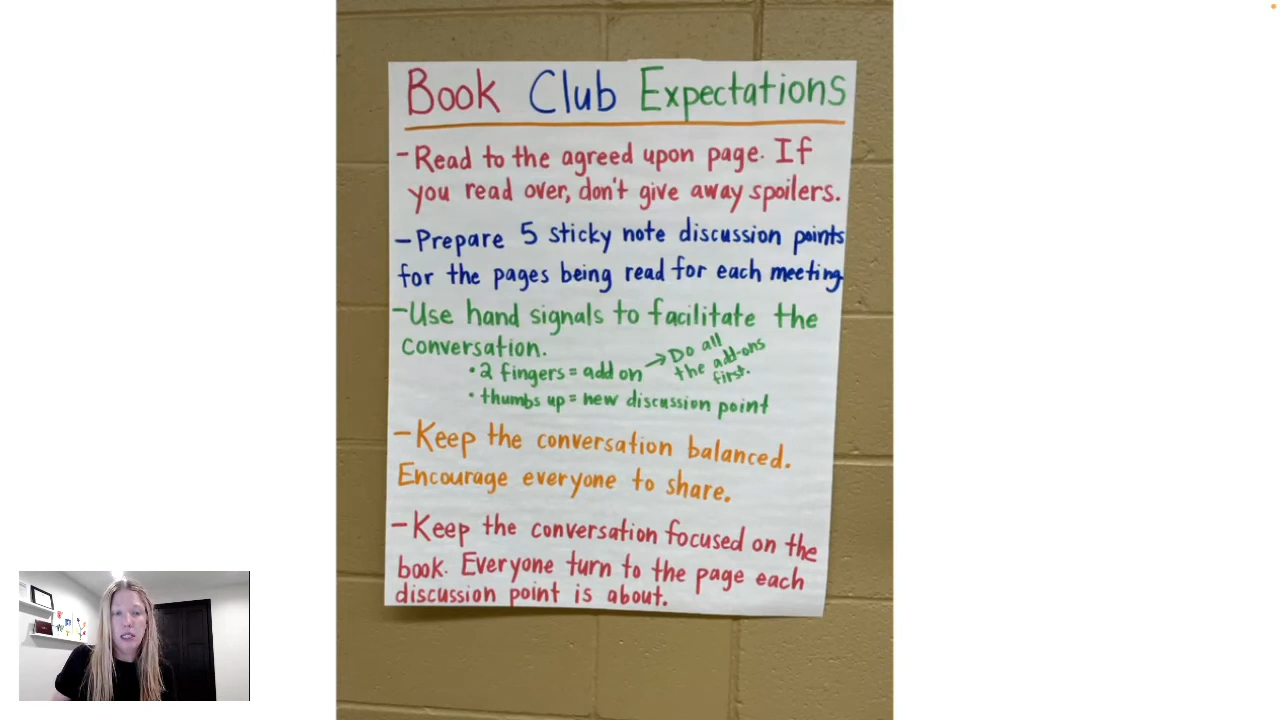 Book Club Expectations
- Read to the agreed upon page. If
you read over, don't give away spoilers.
- Prepare 5 sticky note discussion points
for the pages being read for each meeting
- Use hand signals to facilitate the
conversation.
• 2 fingers = add on → Do all
the add-ons
first.
• thumbs up = new discussion point
- Keep the conversation balanced.
Encourage everyone to share.
- Keep the conversation focused on the
book. Everyone turn to the page each
discussion point is about.